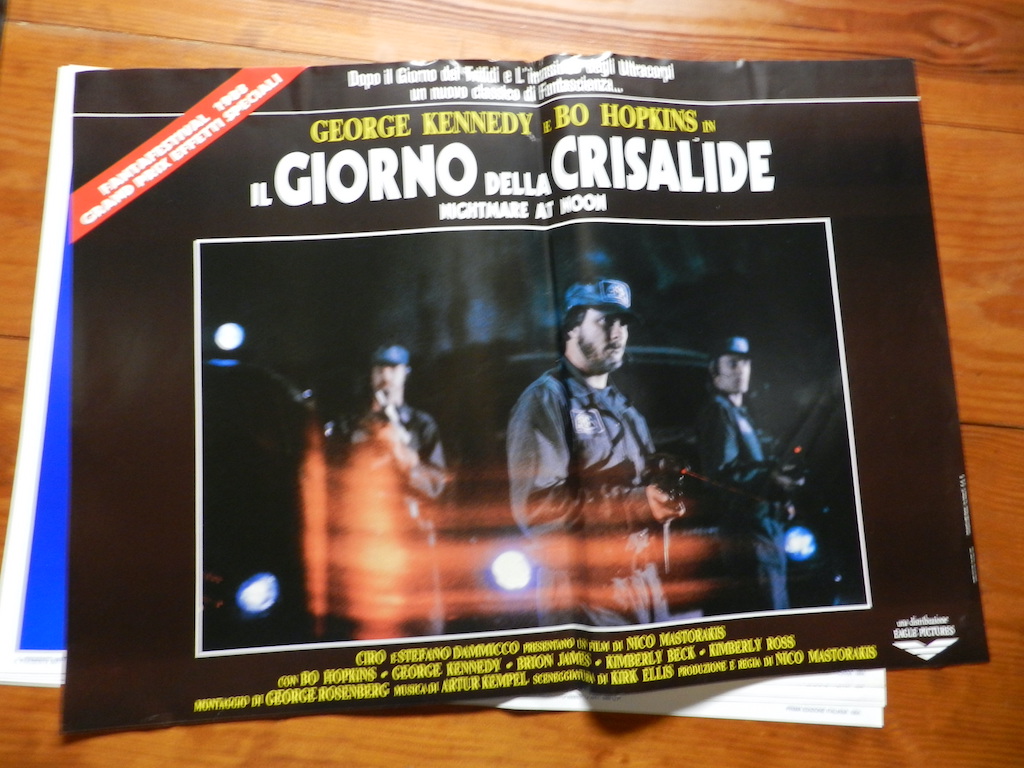 Dopo il Giorno dei Trifidi e L'invasione degli Ultracorpi
un nuovo classico di Fantascienza...
FANTAFESTIVAL 1988
GRAND PRIX EFFETTI SPECIALI
GEORGE KENNEDY E BO HOPKINS IN
IL GIORNO DELLA CRISALIDE
NIGHTMARE AT NOON
CIRO E STEFANO DAMMICCO PRESENTANO UN FILM DI NICO MASTORAKIS
CON BO HOPKINS • GEORGE KENNEDY • BRION JAMES • KIMBERLY BECK • KIMBERLY ROSS
MONTAGGIO DI GEORGE ROSENBERG MUSICA DI ARTUR KEMPEL SCENEGGIATURA DI KIRK ELLIS PRODUZIONE E REGIA DI NICO MASTORAKIS
una distribuzione
EAGLE PICTURES